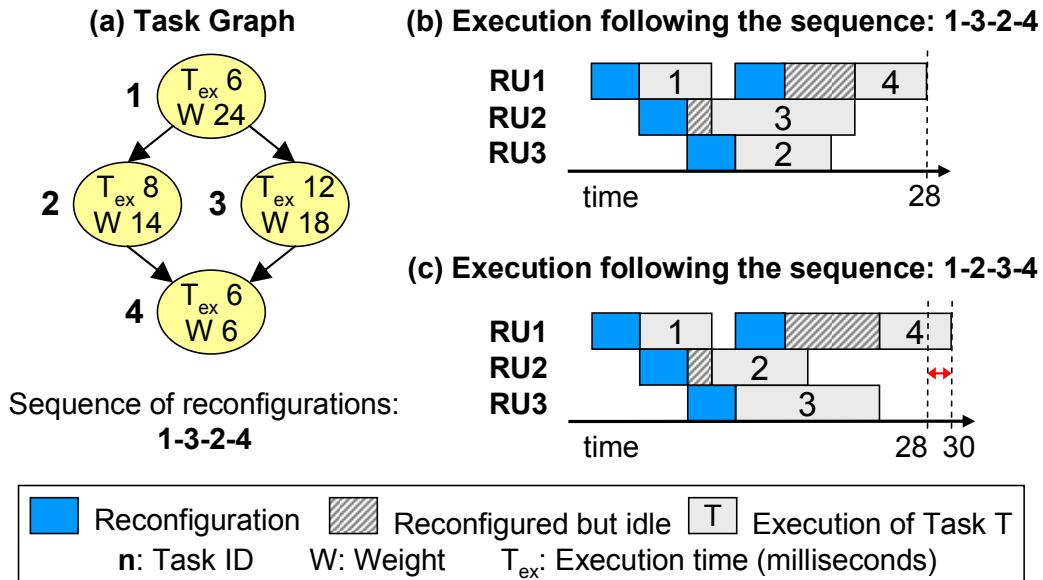 (a) Task Graph
1
Tex 6
W 24
2
Tex 8
W 14
3
Tex 12
W 18
4
Tex 6
W 6
Sequence of reconfigurations:
1-3-2-4
(b) Execution following the sequence: 1-3-2-4
RU1
1
4
RU2
3
RU3
2
time
28
(c) Execution following the sequence: 1-2-3-4
RU1
1
4
RU2
2
RU3
3
time
28
30
Reconfiguration
Reconfigured but idle
T
Execution of Task T
n: Task ID
W: Weight
Tex: Execution time (milliseconds)